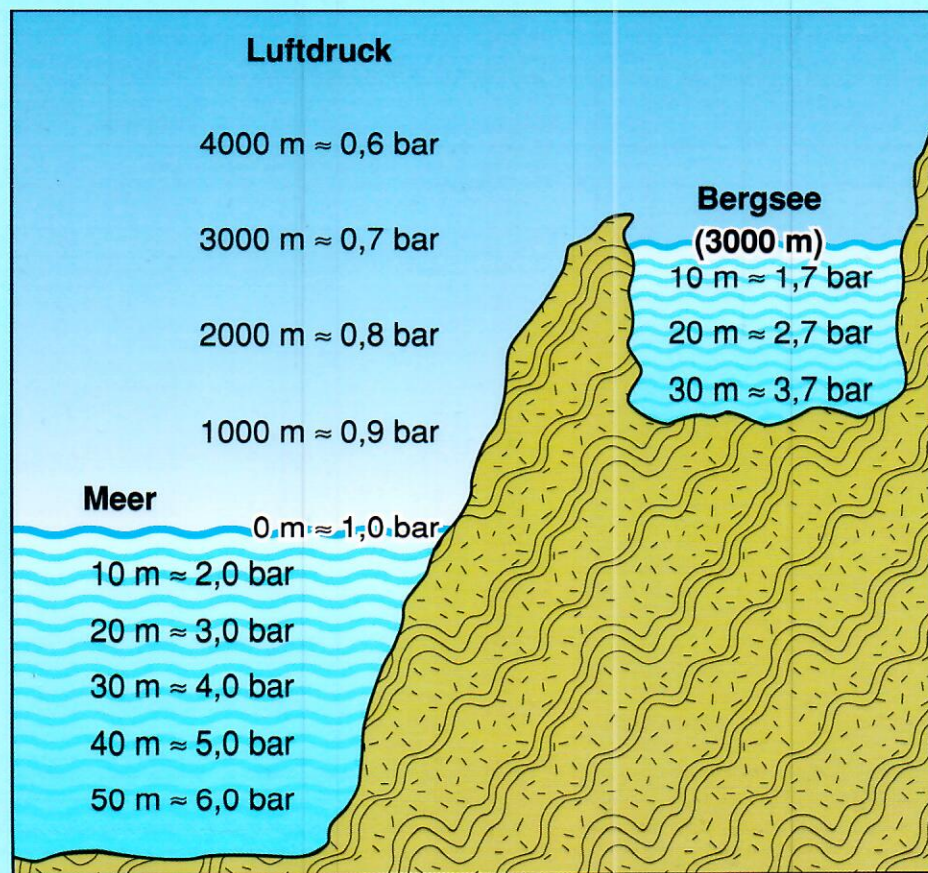 Luftdruck
4000 m ≈ 0,6 bar
3000 m ≈ 0,7 bar
2000 m ≈ 0,8 bar
1000 m ≈ 0,9 bar
Bergsee
(3000 m)
10 m ≈ 1,7 bar
20 m ≈ 2,7 bar
30 m ≈ 3,7 bar
Meer
0 m ≈ 1,0 bar
10 m ≈ 2,0 bar
20 m ≈ 3,0 bar
30 m ≈ 4,0 bar
40 m ≈ 5,0 bar
50 m ≈ 6,0 bar